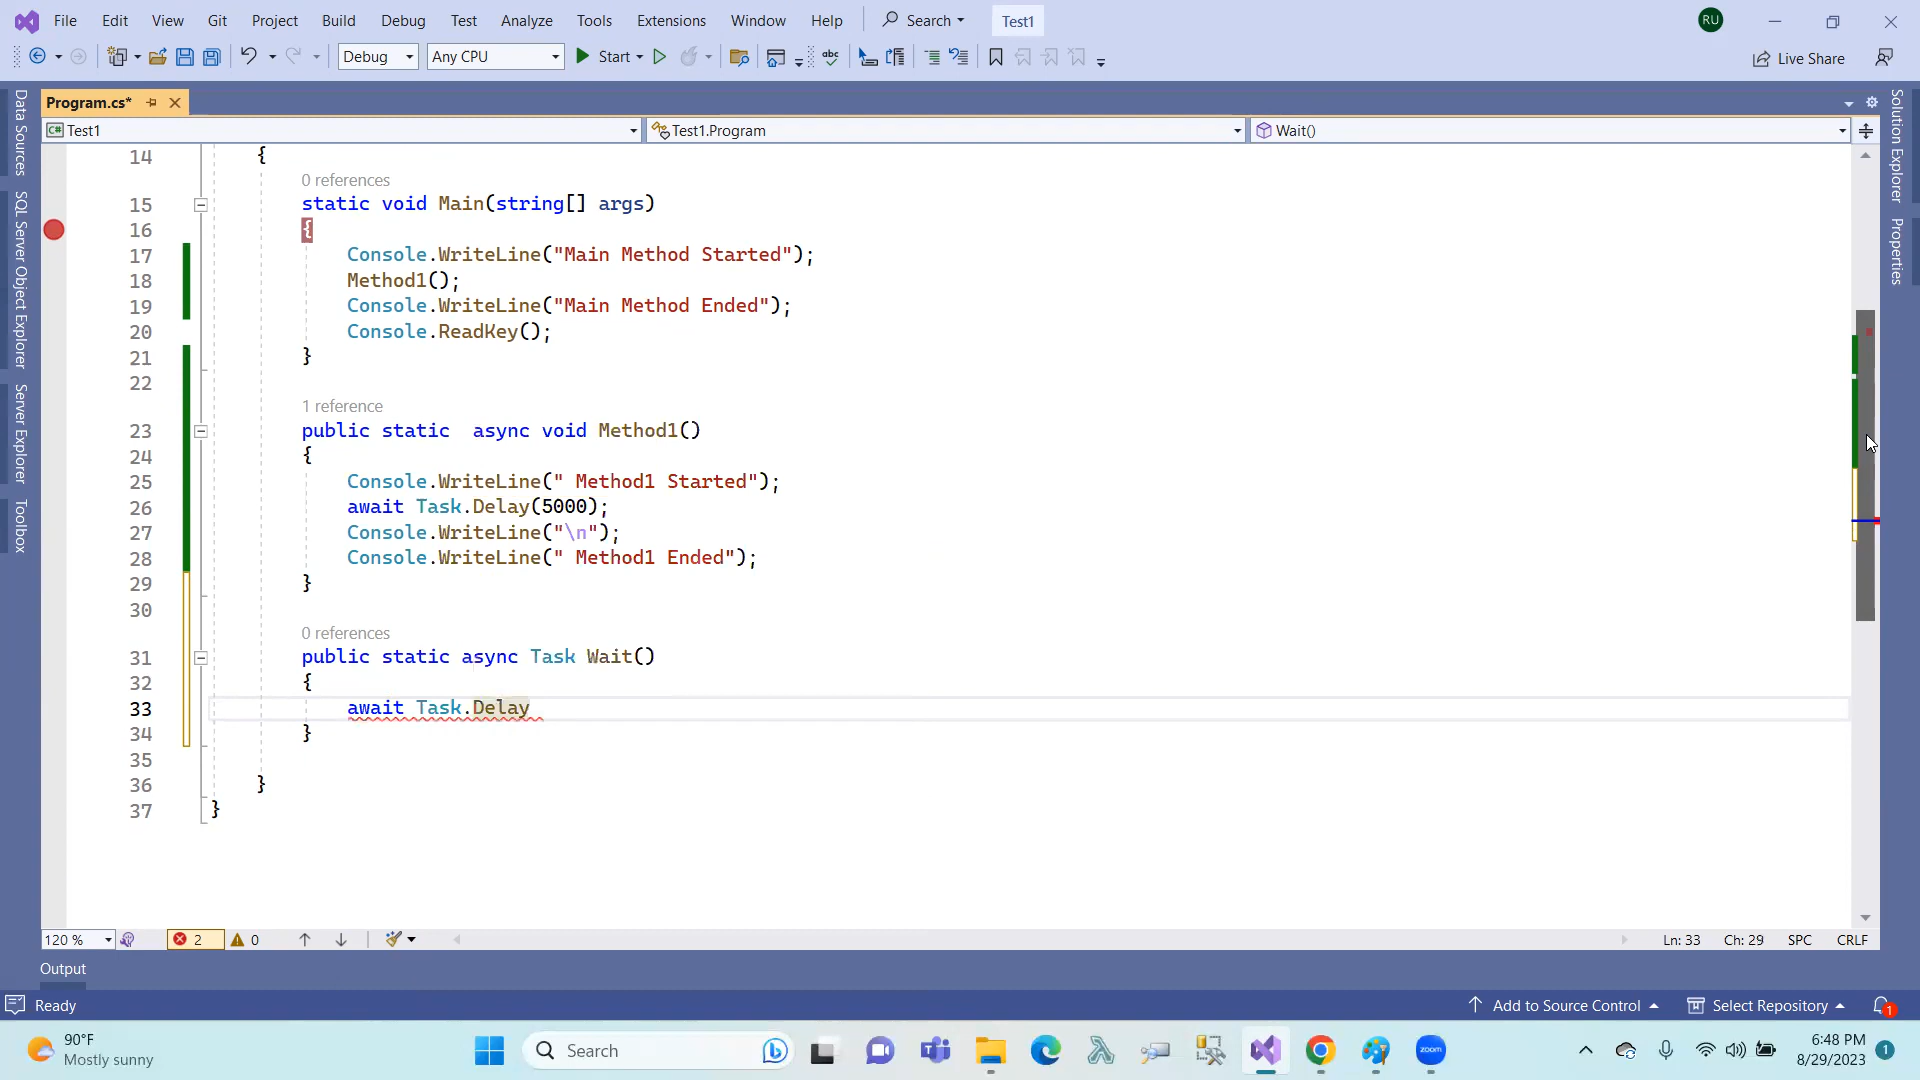 File Edit View Git Project Build Debug Test Analyze Tools Extensions Window Help Search Test1 RU
Debug Any CPU Start abc Live Share
Program.cs*
C# Test1 Test1.Program Wait()
Data Sources
SQL Server Object Explorer
Server Explorer
Toolbox
Solution Explorer
Properties
14 {
0 references
15 static void Main(string[] args)
16 {
17 Console.WriteLine("Main Method Started");
18 Method1();
19 Console.WriteLine("Main Method Ended");
20 Console.ReadKey();
21 }
22
1 reference
23 public static  async void Method1()
24 {
25 Console.WriteLine(" Method1 Started");
26 await Task.Delay(5000);
27 Console.WriteLine("\n");
28 Console.WriteLine(" Method1 Ended");
29 }
30
0 references
31 public static async Task Wait()
32 {
33 await Task.Delay
34 }
35
36 }
37 }
120 % 2 0 Ln: 33 Ch: 29 SPC CRLF
Output
Ready Add to Source Control Select Repository 1
90°F
Mostly sunny
Search zoom
6:48 PM
8/29/2023 1